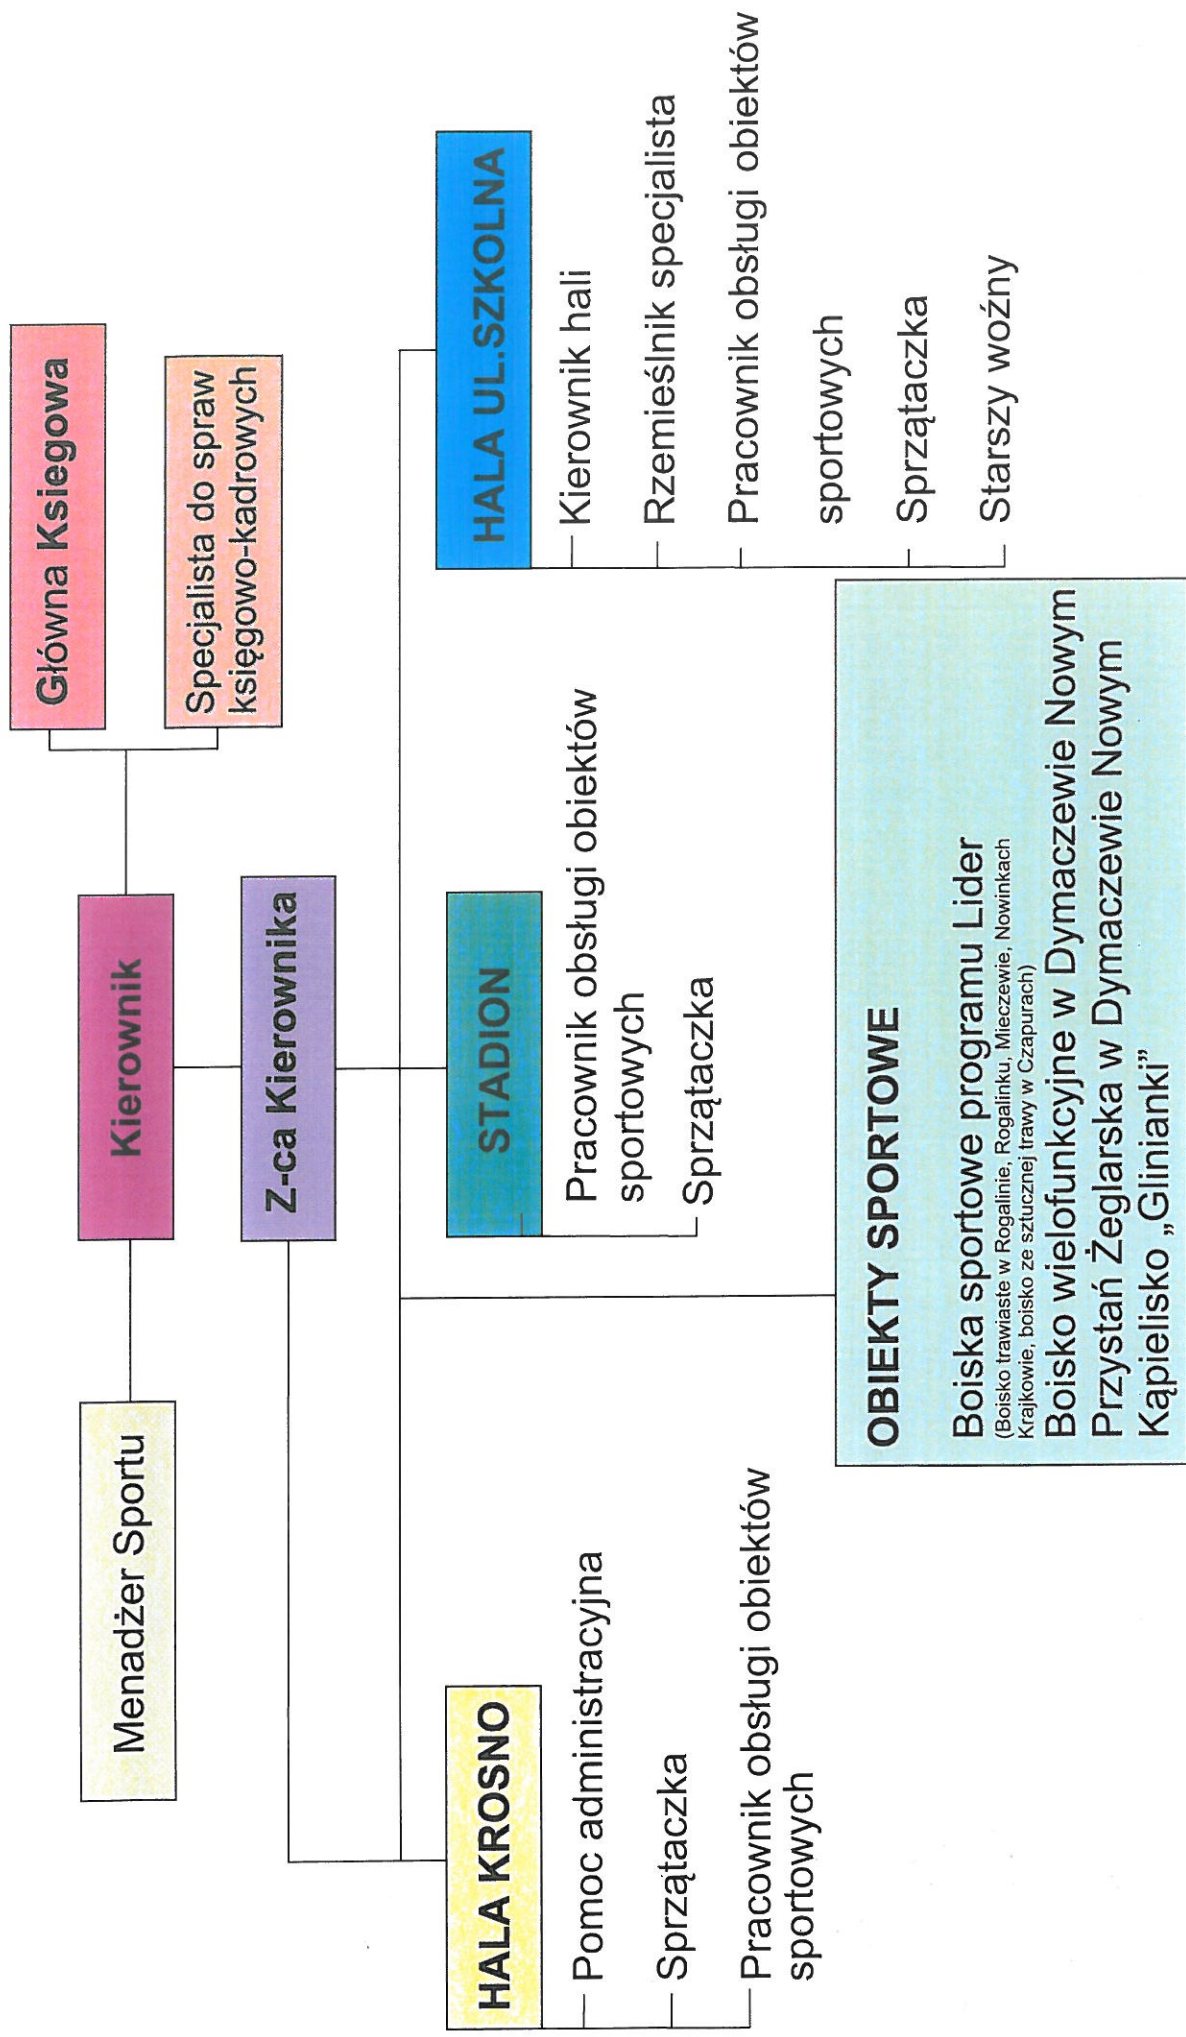 Główna Ksiegowa
Kierownik
Menadżer Sportu
Specjalista do spraw
księgowo-kadrowych
Z-ca Kierownika
HALA KROSNO
Pomoc administracyjna
Sprzątaczka
Pracownik obsługi obiektów
sportowych
STADION
Pracownik obsługi obiektów
sportowych
Sprzątaczka
HALA UL.SZKOLNA
Kierownik hali
Rzemieślnik specjalista
Pracownik obsługi obiektów
sportowych
Sprzątaczka
Starszy woźny
OBIEKTY SPORTOWE
Boiska sportowe programu Lider
(Boisko trawiaste w Rogalinie, Rogalinku, Mieczewie, Nowinkach
Krajkowie, boisko ze sztucznej trawy w Czapurach)
Boisko wielofunkcyjne w Dymaczewie Nowym
Przystań Żeglarska w Dymaczewie Nowym
Kąpielisko „Glinianki”